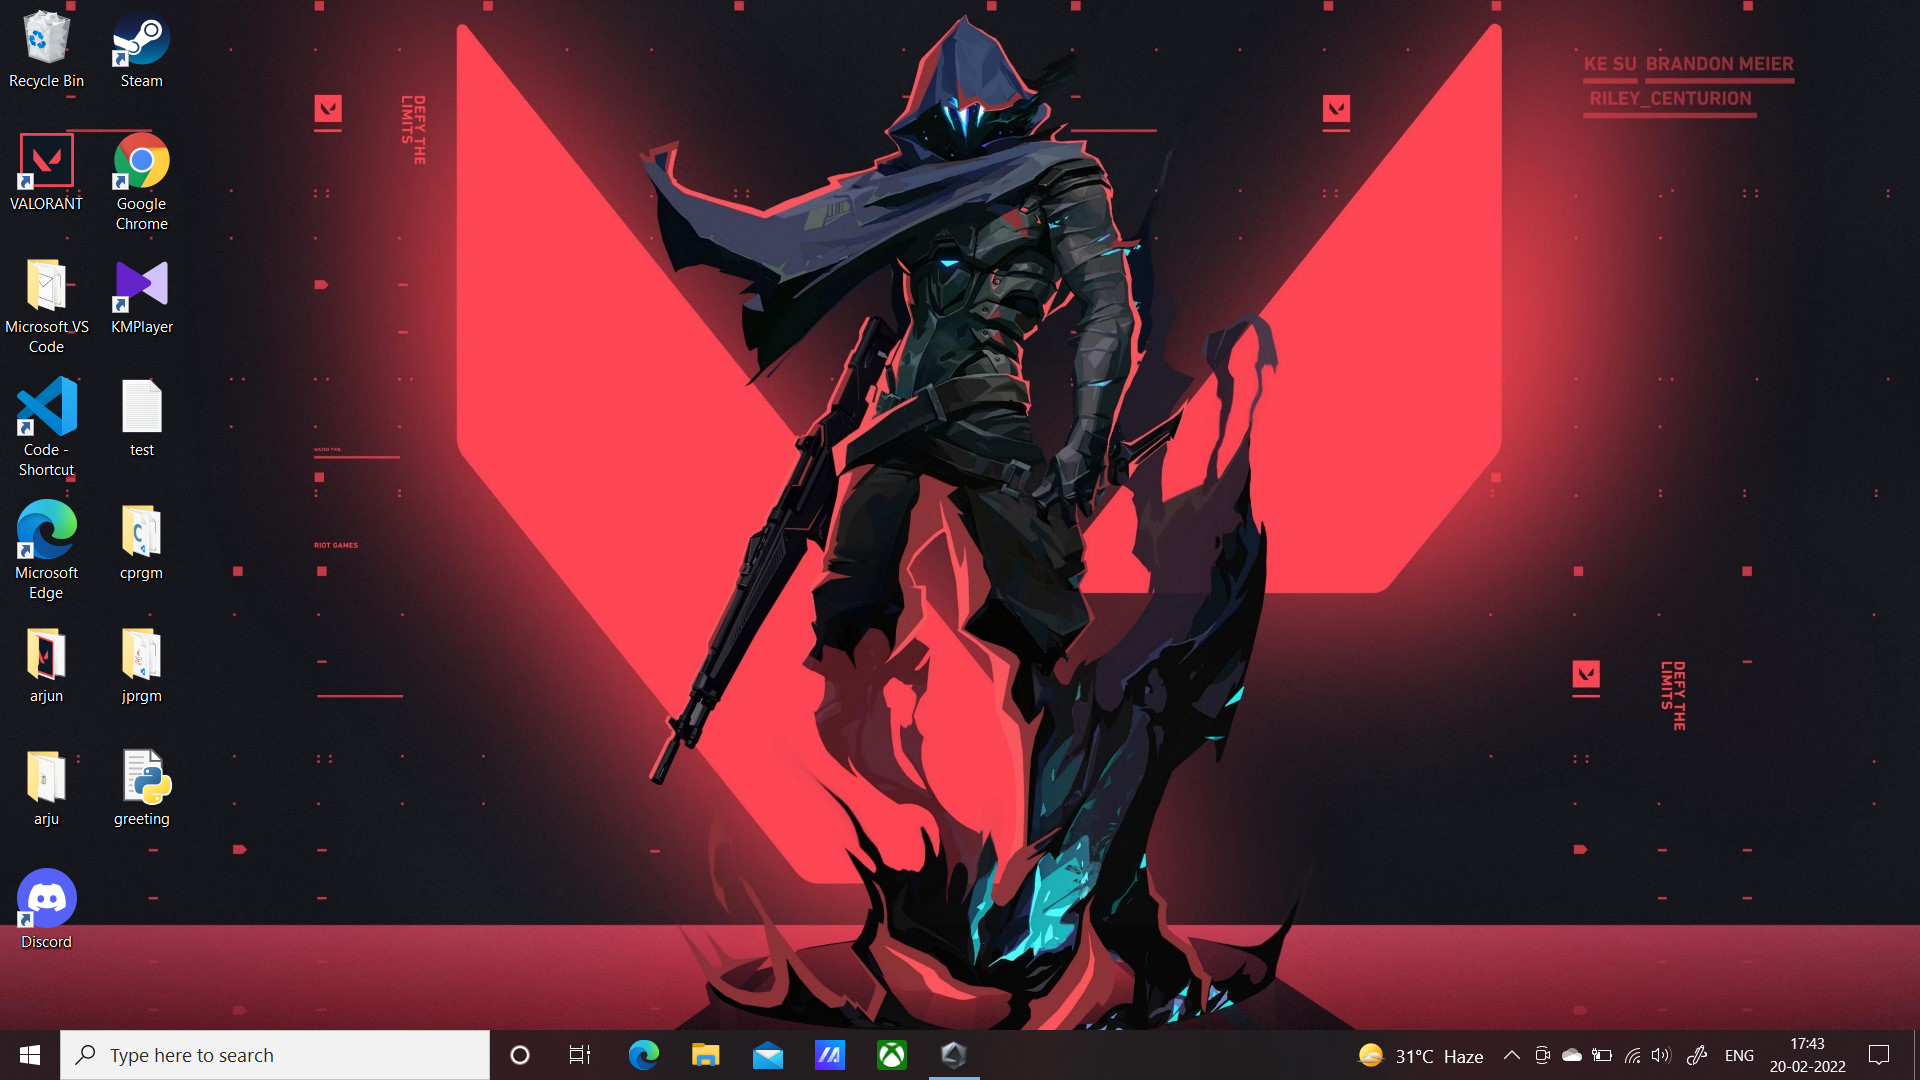 Recycle Bin
Steam
VALORANT
Google
Chrome
Microsoft VS
Code
KMPlayer
Code -
Shortcut
test
Microsoft
Edge
cprgm
arjun
jprgm
arju
greeting
Discord
DEFY THE
LIMITS
RIOT GAMES
KE SU BRANDON MEIER
RILEY_CENTURION
DEFY THE
LIMITS
Type here to search
31°C Haze
ENG
17:43
20-02-2022